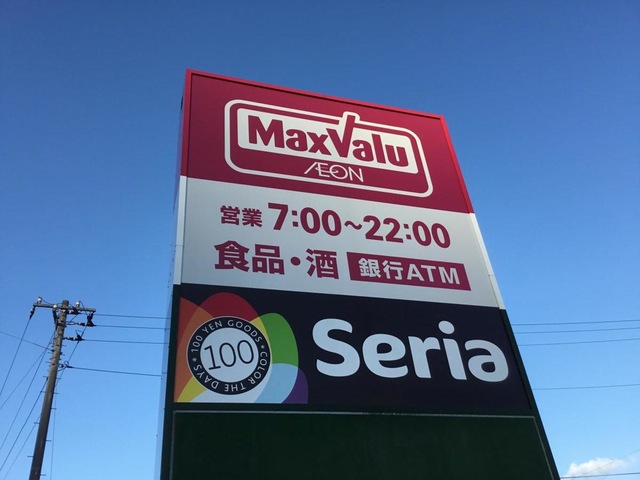 MaxValu
ÆON
営業 7:00~22:00
食品・酒 銀行ATM
100 YEN GOODS
100
COLOR THE DAYS
Seria